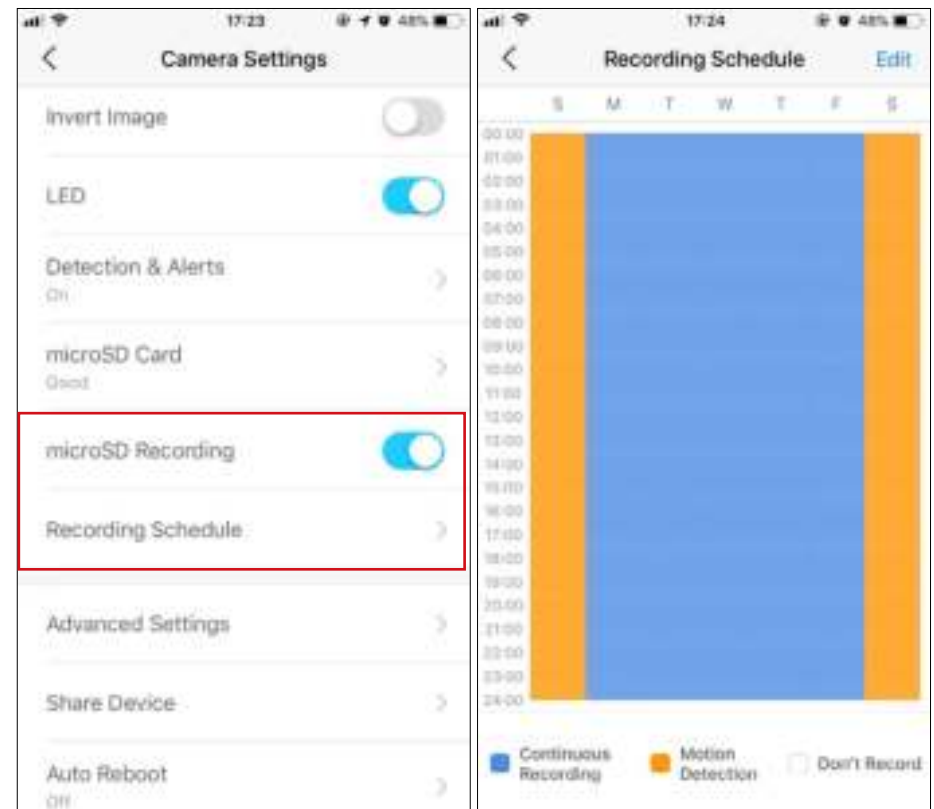 17:23
48%
Camera Settings
Invert Image
LED
Detection & Alerts
On
microSD Card
Good
microSD Recording
Recording Schedule
Advanced Settings
Share Device
Auto Reboot
Off
17:24
48%
Recording Schedule
Edit
S M T W T F S
00:00
01:00
02:00
03:00
04:00
05:00
06:00
07:00
08:00
09:00
10:00
11:00
12:00
13:00
14:00
15:00
16:00
17:00
18:00
19:00
20:00
21:00
22:00
23:00
24:00
Continuous
Recording
Motion
Detection
Don't Record